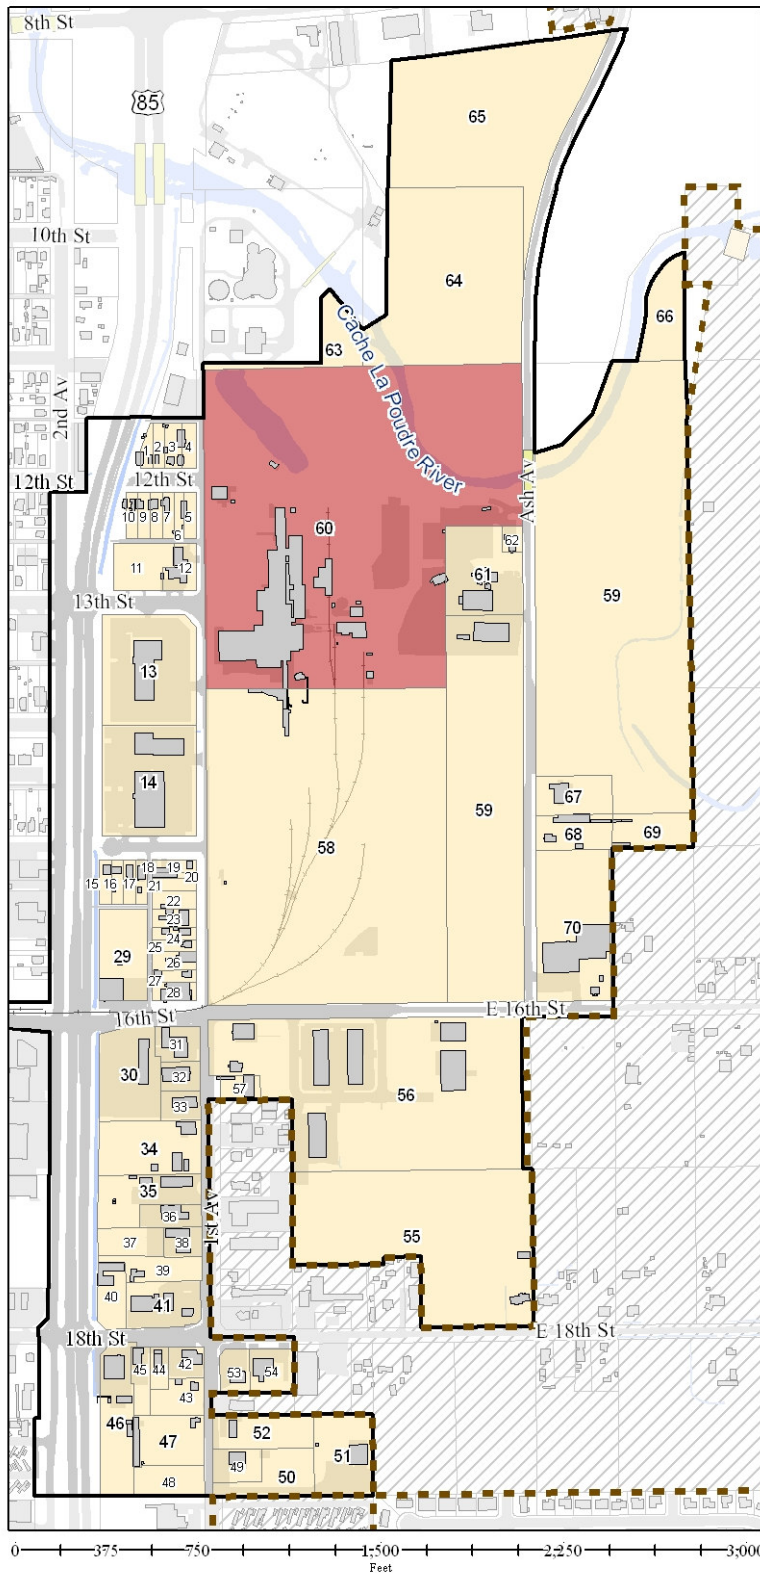 8th St
85
65
10th St
64
66
63
Cache La Poudre River
2nd Av
1 2 3 4
12th St
12th St
Ash Av
10 9 8 7 5
6
60
62
11 12
61
59
13th St
13
14
67
58
59
68 69
15 16 17 18 19
20
21
22
23
29
24
25
26
70
27
28
16th St
E 16th St
31
30
32
33
57
56
34
35
36
1st Av
37 38
55
39
40
41
18th St
E 18th St
45 44 42
53 54
43
46
52
47
51
49
48
50
0 375 750 1,500 2,250 3,000
Feet